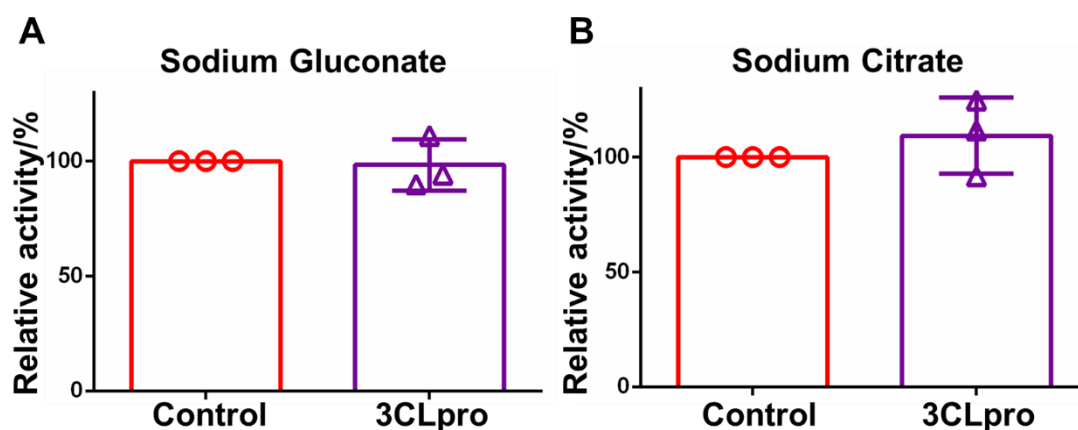 A
Sodium Gluconate
Relative activity/%
100
50
0
Control
3CLpro
B
Sodium Citrate
Relative activity/%
100
50
0
Control
3CLpro